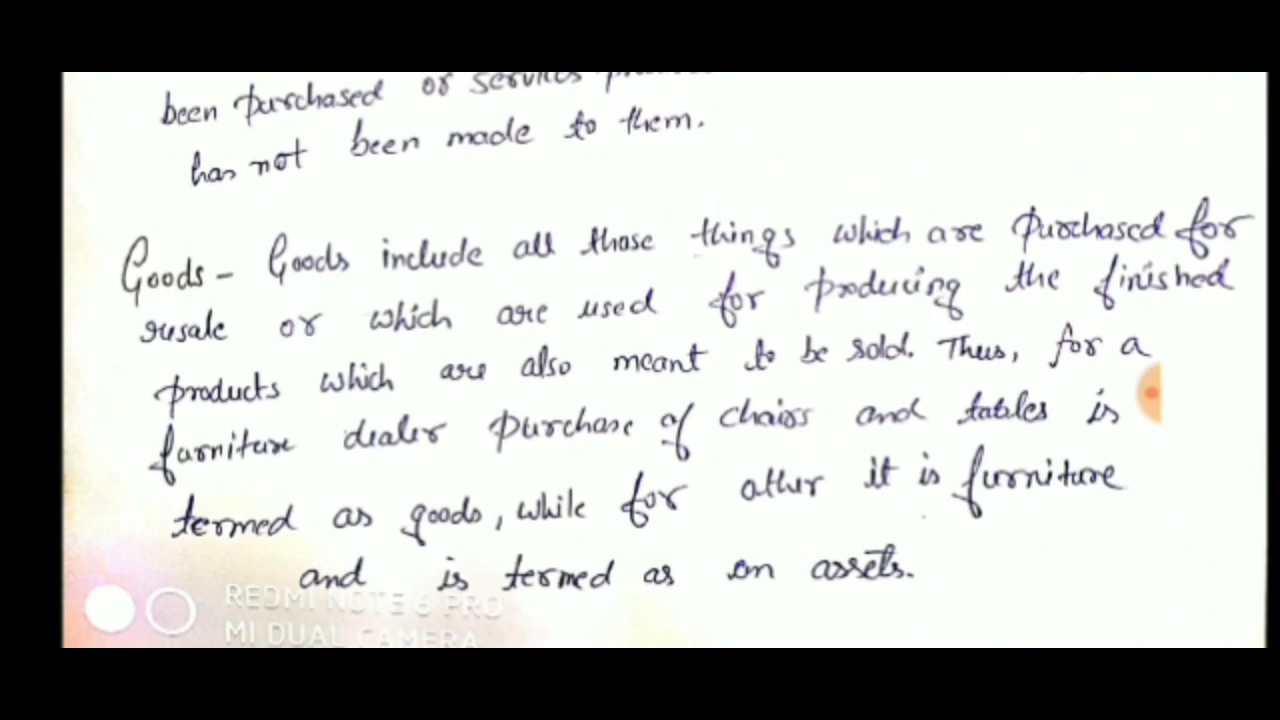 been purchased or services
has not been made to them.
Goods - Goods include all those things which are purchased for
resale or which are used for producing the finished
products which are also meant to be sold. Thus, for a
furniture dealer purchase of chairs and tables is
termed as goods, while for other it is furniture
and is termed as an assets.
REDMI NOTE 6 PRO
MI DUAL CAMERA